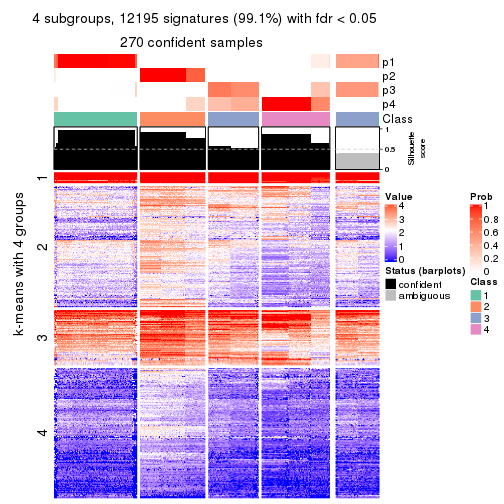 4 subgroups, 12195 signatures (99.1%) with fdr < 0.05
270 confident samples
p1
p2
p3
p4
Class
1
0.5
0
Silhouette
score
k-means with 4 groups
1
2
3
4
Value
4
3
2
1
0
Status (barplots)
confident
ambiguous
Prob
1
0.8
0.6
0.4
0.2
0
Class
1
2
3
4